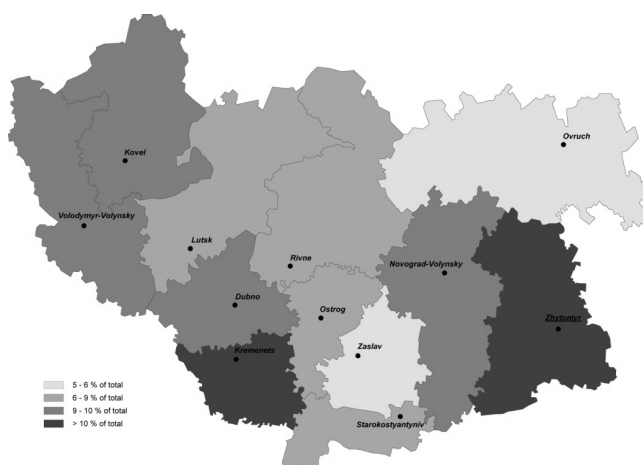 Ovruch
Kovel
Volodymyr-Volynsky
Lutsk
Rivne
Novograd-Volynsky
Dubno
Ostrog
Zhytomyr
Kremenets
Zaslav
Starokostyantyniv
5 - 6 % of total
6 - 9 % of total
9 - 10 % of total
> 10 % of total